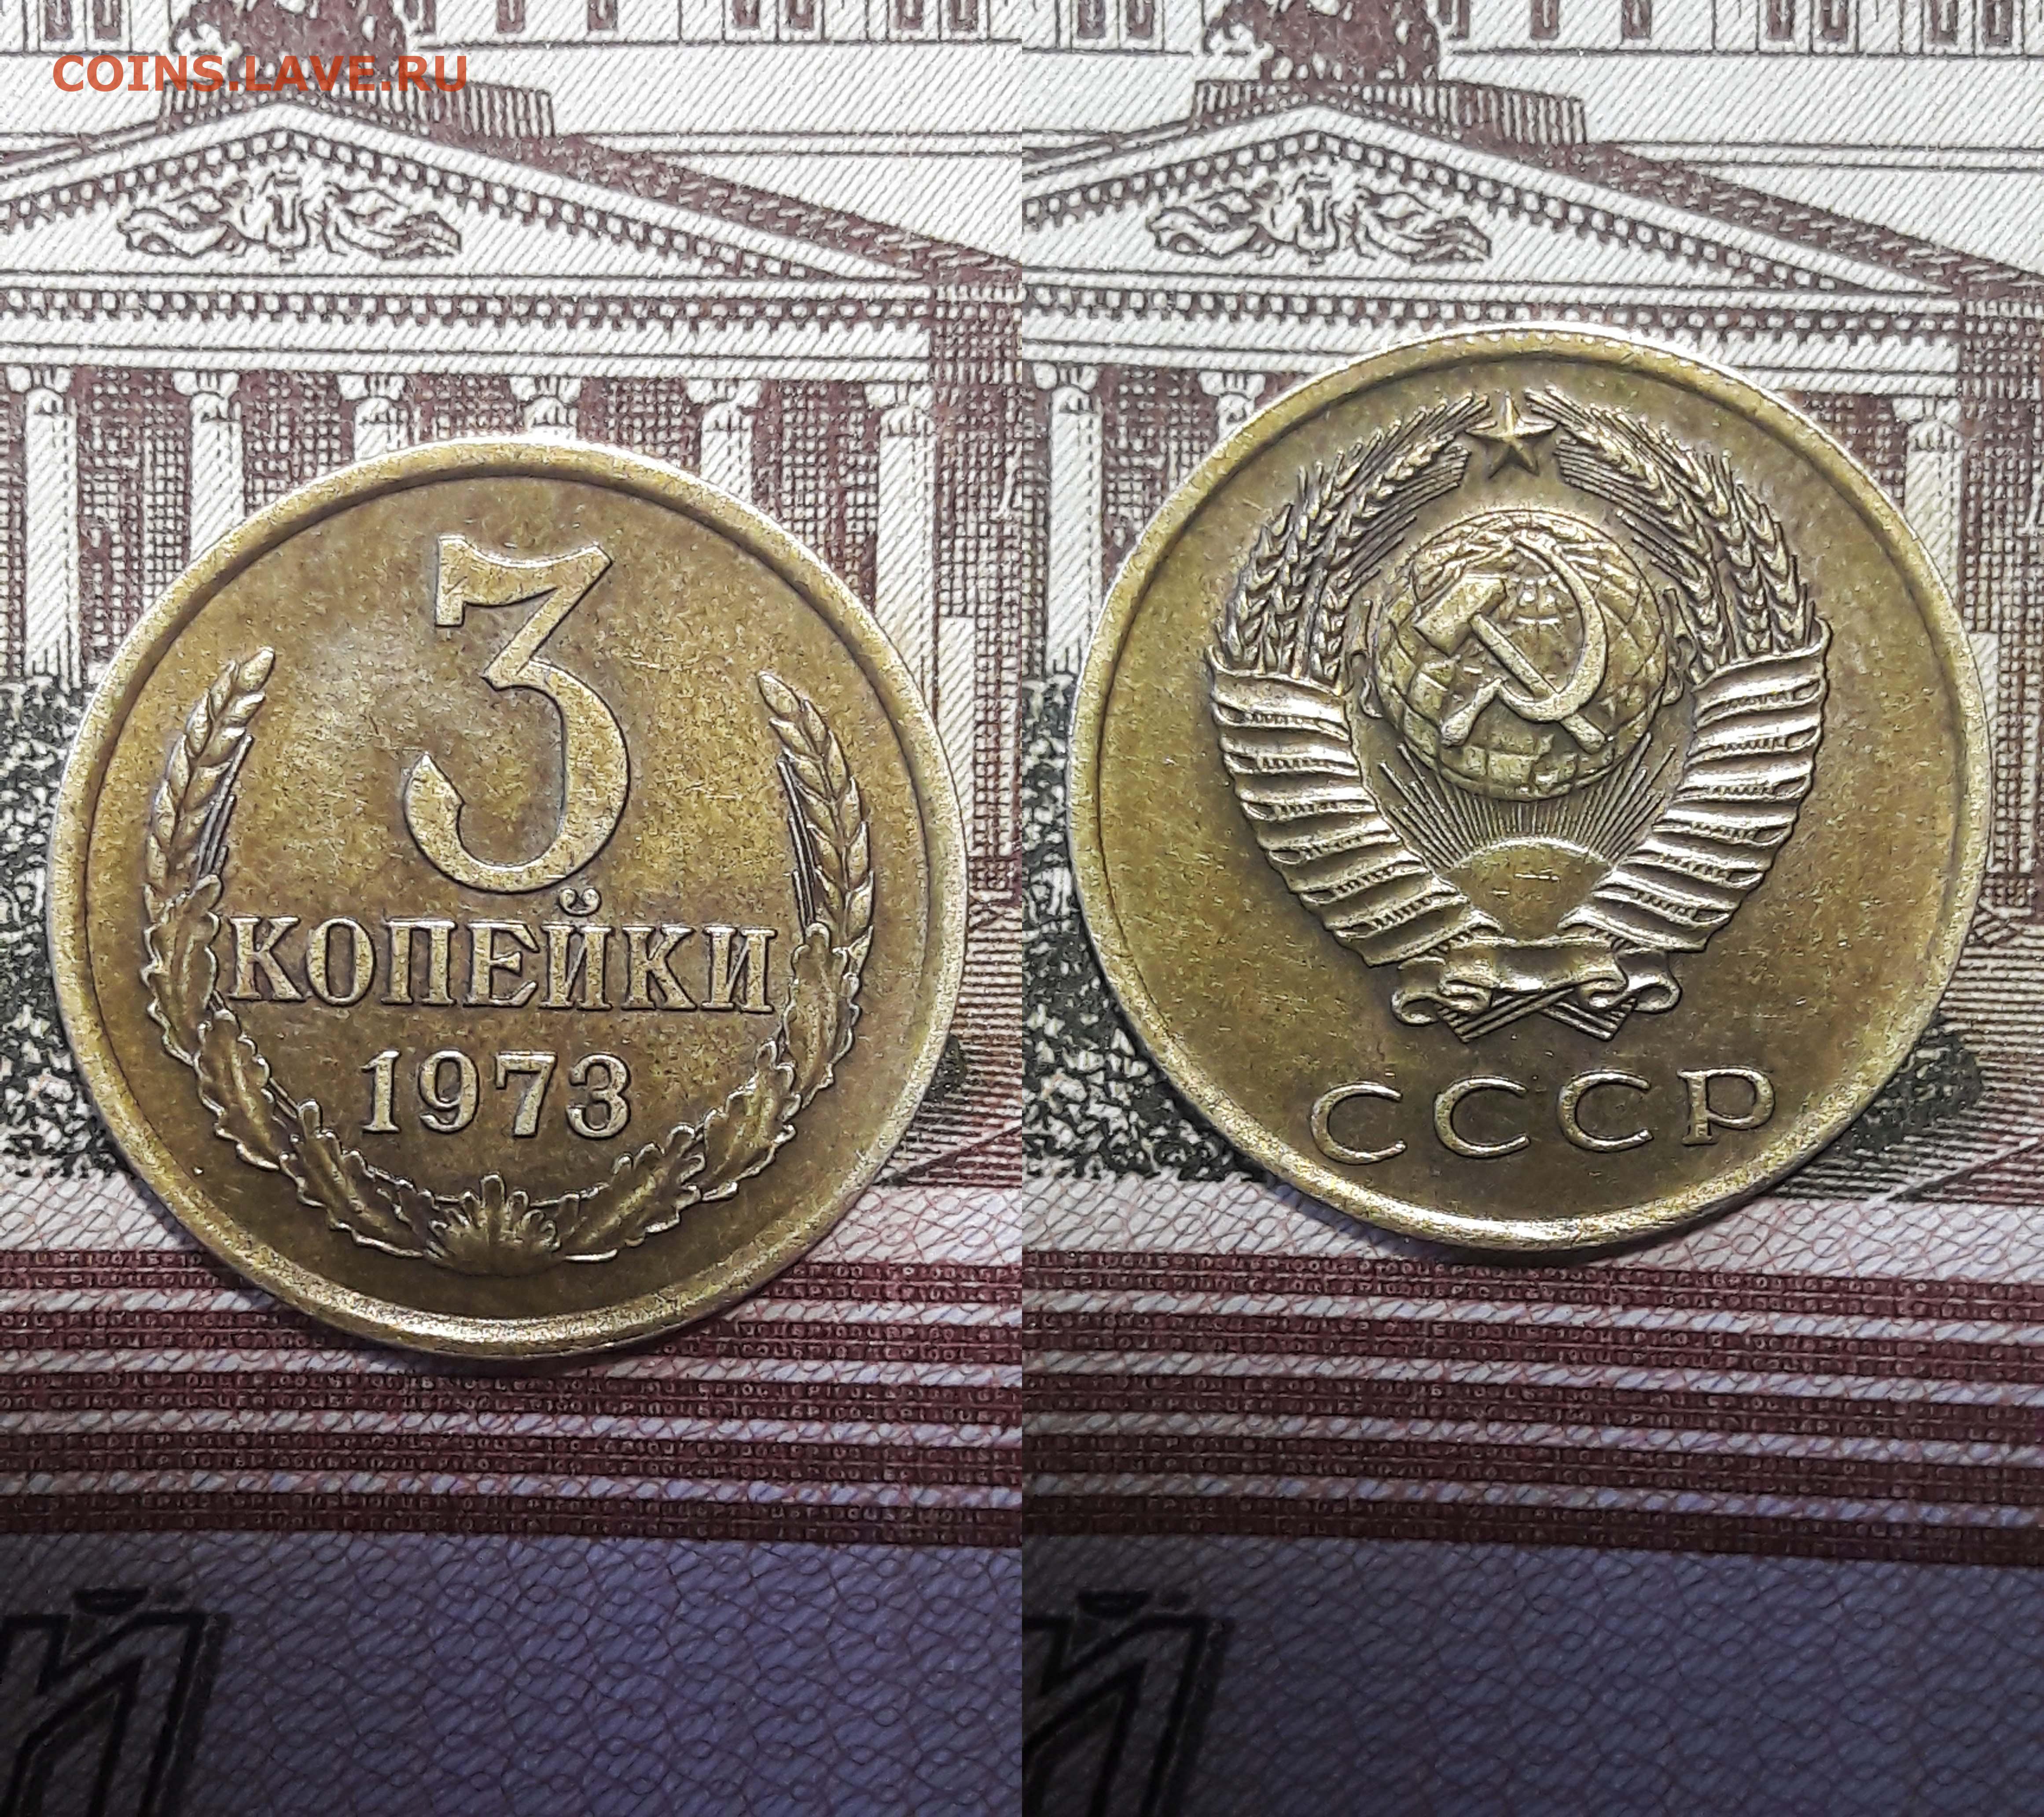 COINS.LAVE.RU
3
КОПЕЙКИ
1973
СССР
Й
Й